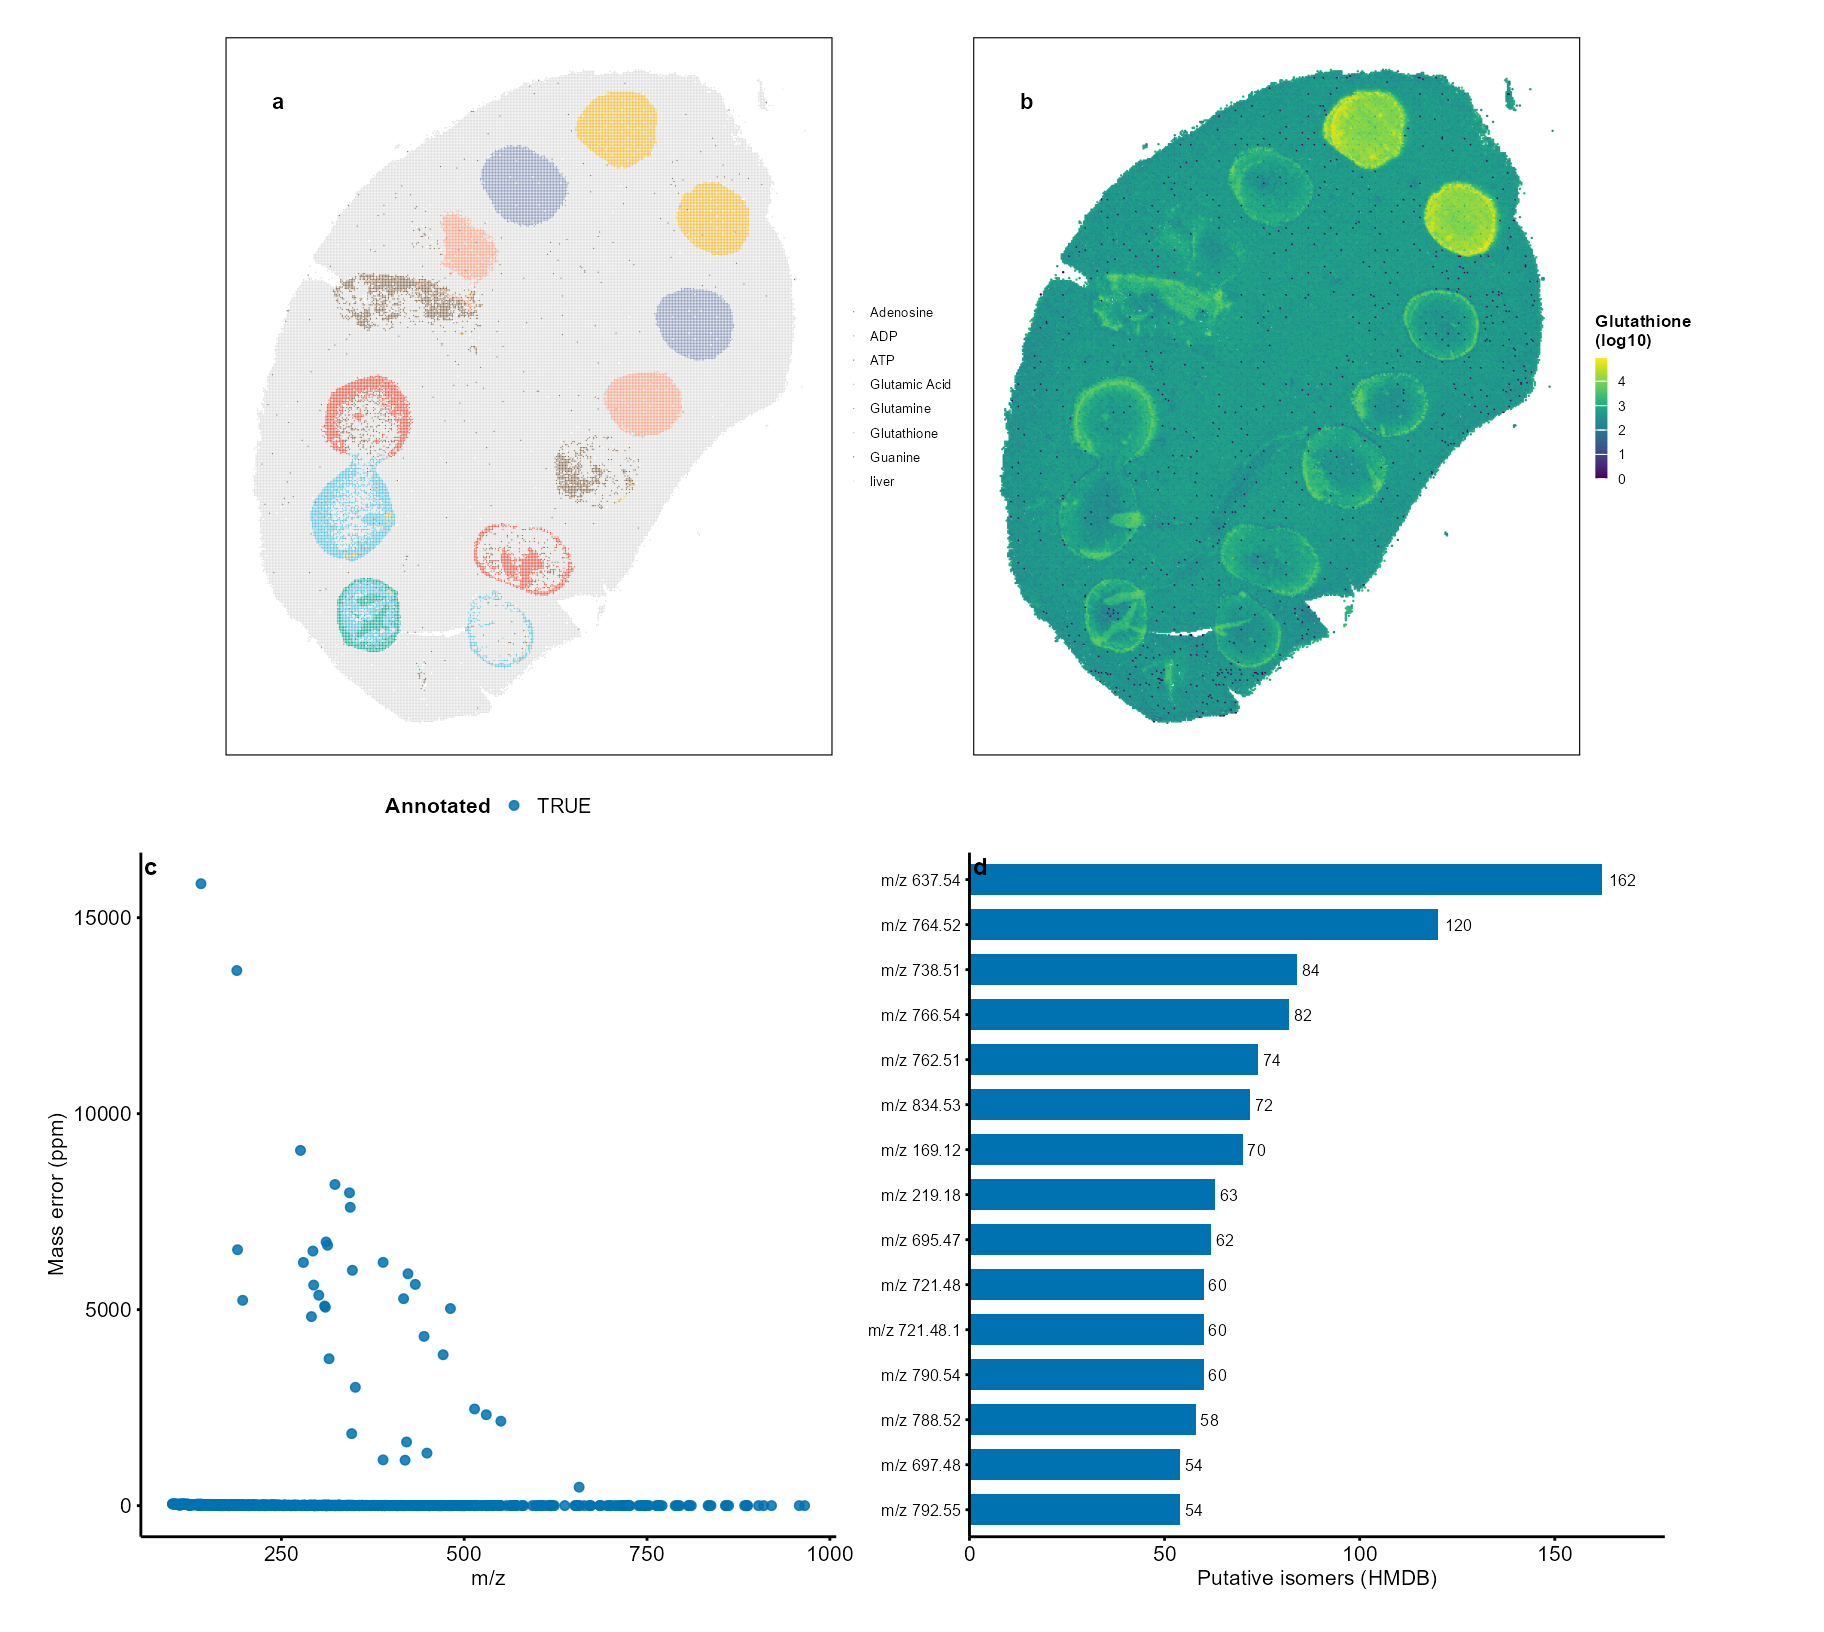 a
Adenosine
ADP
ATP
Glutamic Acid
Glutamine
Glutathione
Guanine
liver
b
Glutathione
(log10)
4
3
2
1
0
Annotated TRUE
c
15000
10000
5000
0
Mass error (ppm)
250 500 750 1000
m/z
d
m/z 637.54 162
m/z 764.52 120
m/z 738.51 84
m/z 766.54 82
m/z 762.51 74
m/z 834.53 72
m/z 169.12 70
m/z 219.18 63
m/z 695.47 62
m/z 721.48 60
m/z 721.48.1 60
m/z 790.54 60
m/z 788.52 58
m/z 697.48 54
m/z 792.55 54
0 50 100 150
Putative isomers (HMDB)